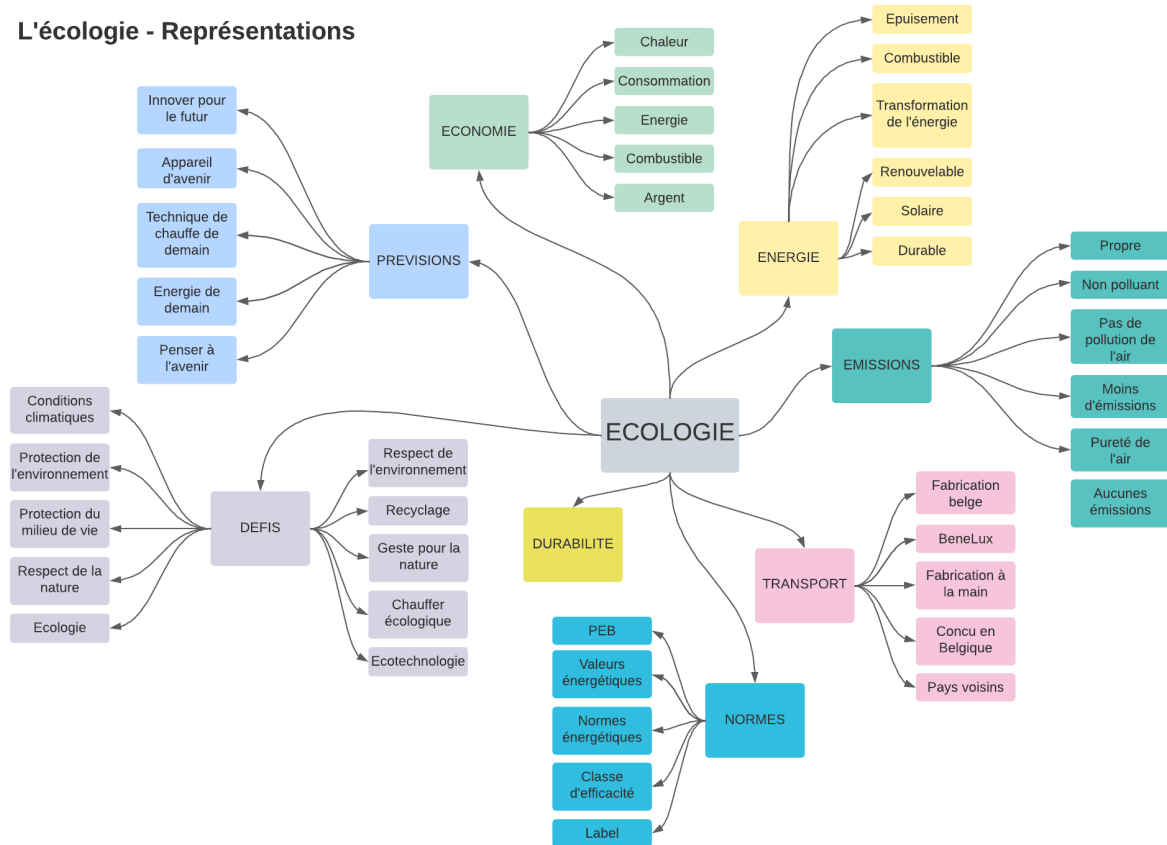 L'écologie - Représentations
Innover pour
le futur
Appareil
d'avenir
Technique de
chauffe de
demain
Energie de
demain
Penser à
l'avenir
PREVISIONS
ECONOMIE
Chaleur
Consommation
Energie
Combustible
Argent
Epuisement
Combustible
Transformation
de l'énergie
Renouvelable
Solaire
Durable
ENERGIE
EMISSIONS
Propre
Non polluant
Pas de
pollution de
l'air
Moins
d'émissions
Pureté de
l'air
Aucunes
émissions
ECOLOGIE
Conditions
climatiques
Protection de
l'environnement
Protection du
milieu de vie
Respect de la
nature
Ecologie
DEFIS
Respect de
l'environnement
Recyclage
Geste pour la
nature
Chauffer
écologique
Ecotechnologie
DURABILITE
TRANSPORT
Fabrication
belge
BeneLux
Fabrication à
la main
Concu en
Belgique
Pays voisins
PEB
Valeurs
énergétiques
Normes
énergétiques
Classe
d'efficacité
Label
NORMES